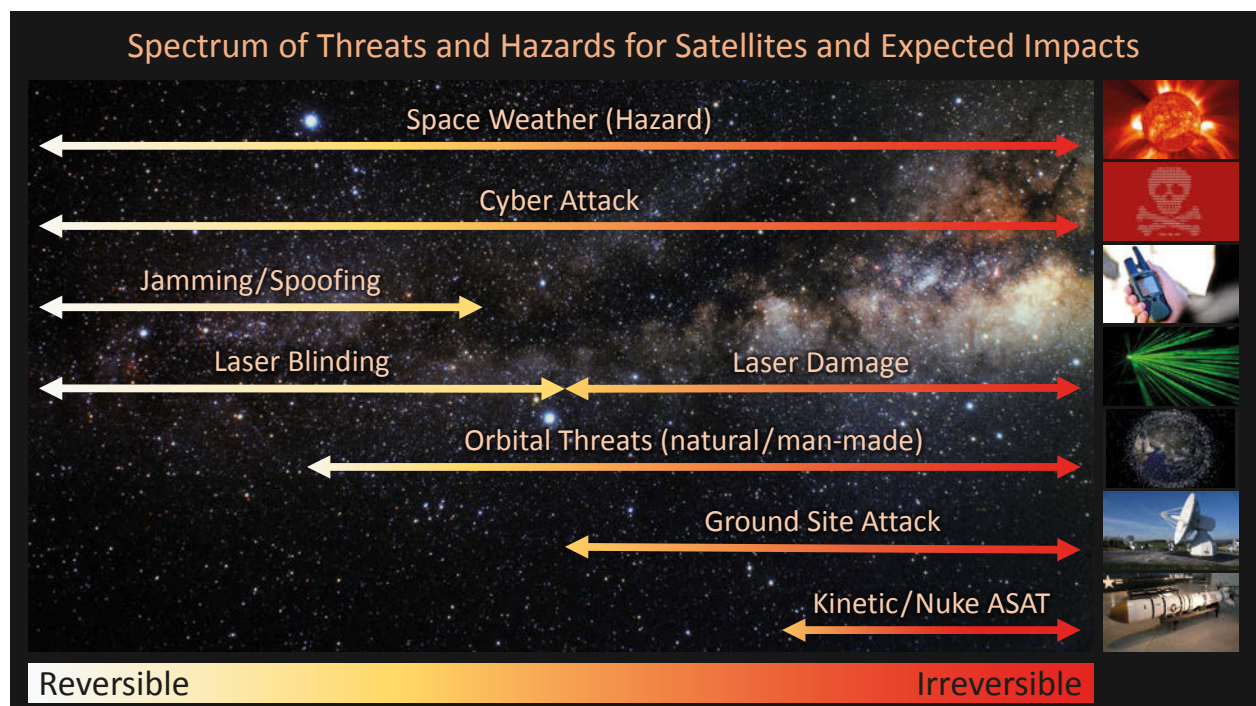 Spectrum of Threats and Hazards for Satellites and Expected Impacts
Space Weather (Hazard)
Cyber Attack
Jamming/Spoofing
Laser Blinding
Laser Damage
Orbital Threats (natural/man-made)
Ground Site Attack
Kinetic/Nuke ASAT
Reversible
Irreversible